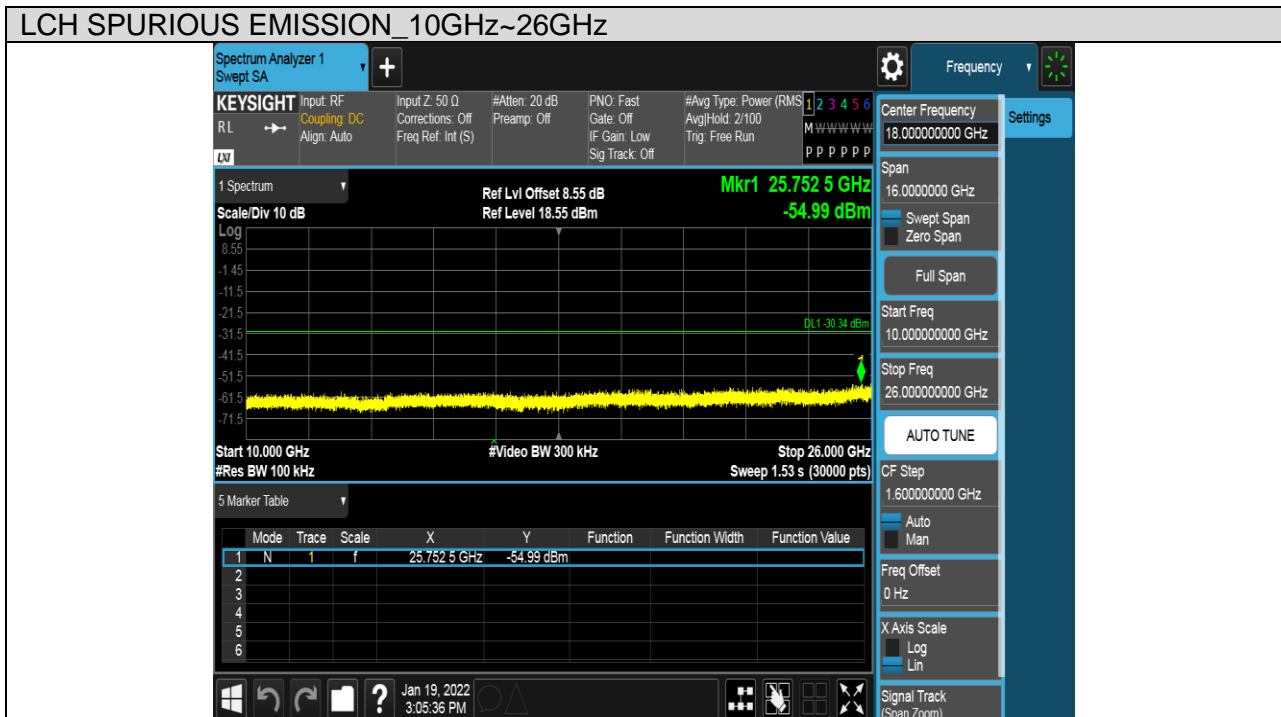 LCH SPURIOUS EMISSION_10GHz~26GHz
Spectrum Analyzer 1
Swept SA
Frequency
KEYSIGHT
RL
LXI
Input: RF
Coupling: DC
Align: Auto
Input Z: 50 Ω
Corrections: Off
Freq Ref: Int (S)
#Atten: 20 dB
Preamp: Off
PNO: Fast
Gate: Off
IF Gain: Low
Sig Track: Off
#Avg Type: Power (RMS
Avg|Hold: 2/100
Trig: Free Run
1 2 3 4 5 6
M W W W W W
P P P P P P
1 Spectrum
Scale/Div 10 dB
Ref Lvl Offset 8.55 dB
Ref Level 18.55 dBm
Mkr1 25.752 5 GHz
-54.99 dBm
Log
8.55
-1.45
-11.5
-21.5
-31.5
-41.5
-51.5
-61.5
-71.5
DL1 -30.34 dBm
1
Start 10.000 GHz
#Video BW 300 kHz
Stop 26.000 GHz
#Res BW 100 kHz
Sweep 1.53 s (30000 pts)
5 Marker Table
Mode Trace Scale X Y Function Function Width Function Value
1 N 1 f 25.752 5 GHz -54.99 dBm
2
3
4
5
6
?
Jan 19, 2022
3:05:36 PM
Center Frequency
18.000000000 GHz
Span
16.0000000 GHz
Swept Span
Zero Span
Full Span
Start Freq
10.000000000 GHz
Stop Freq
26.000000000 GHz
AUTO TUNE
CF Step
1.600000000 GHz
Auto
Man
Freq Offset
0 Hz
X Axis Scale
Log
Lin
Signal Track
(Span Zoom)
Settings